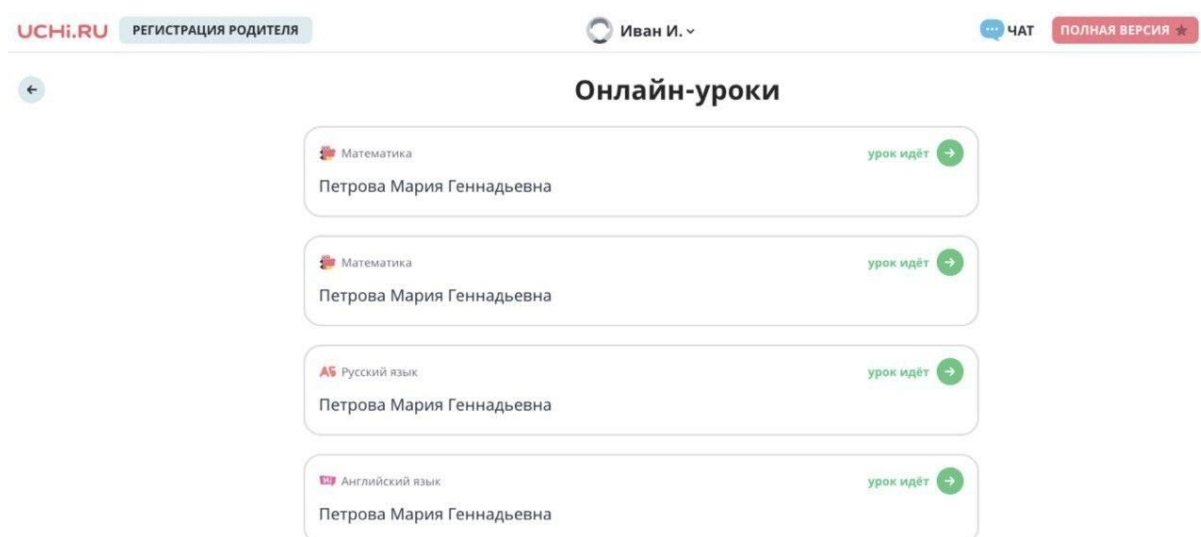 UCHi.RU РЕГИСТРАЦИЯ РОДИТЕЛЯ Иван И. ЧАТ ПОЛНАЯ ВЕРСИЯ
Онлайн-уроки
Математика урок идёт
Петрова Мария Геннадьевна
Математика урок идёт
Петрова Мария Геннадьевна
АБ Русский язык урок идёт
Петрова Мария Геннадьевна
Hi Английский язык урок идёт
Петрова Мария Геннадьевна